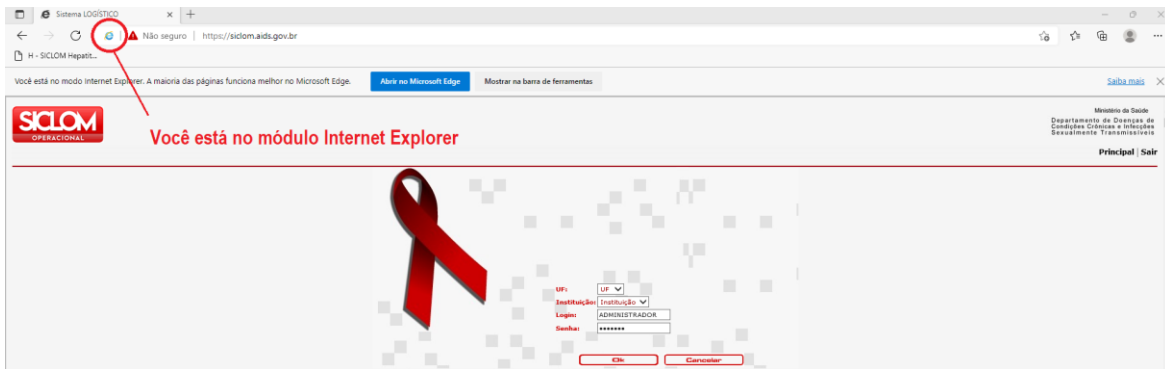 Sistema LOGÍSTICO
Não seguro | https://siclom.aids.gov.br
H - SICLOM Hepatit...
Você está no modo Internet Explorer. A maioria das páginas funciona melhor no Microsoft Edge. Abrir no Microsoft Edge Mostrar na barra de ferramentas Saiba mais
SICLOM
OPERACIONAL
Você está no módulo Internet Explorer
Ministério da Saúde
Departamento de Doenças de
Condições Crônicas e Infecções
Sexualmente Transmissíveis
Principal | Sair
UF: UF
Instituição: Instituição
Login: ADMINISTRADOR
Senha: •••••••
Ok Cancelar